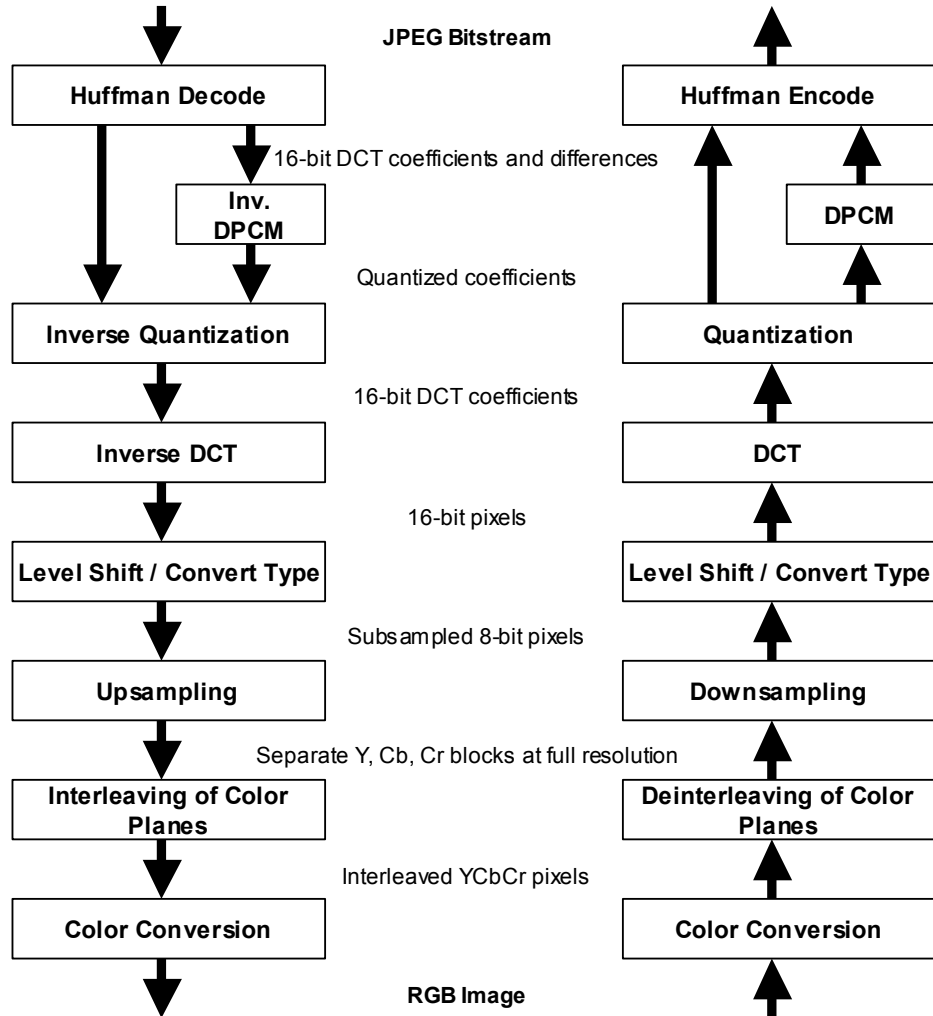 JPEG Bitstream
Huffman Decode
Huffman Encode
16-bit DCT coefficients and differences
Inv.
DPCM
DPCM
Quantized coefficients
Inverse Quantization
Quantization
16-bit DCT coefficients
Inverse DCT
DCT
16-bit pixels
Level Shift / Convert Type
Level Shift / Convert Type
Subsampled 8-bit pixels
Upsampling
Downsampling
Separate Y, Cb, Cr blocks at full resolution
Interleaving of Color
Planes
Deinterleaving of Color
Planes
Interleaved YCbCr pixels
Color Conversion
Color Conversion
RGB Image